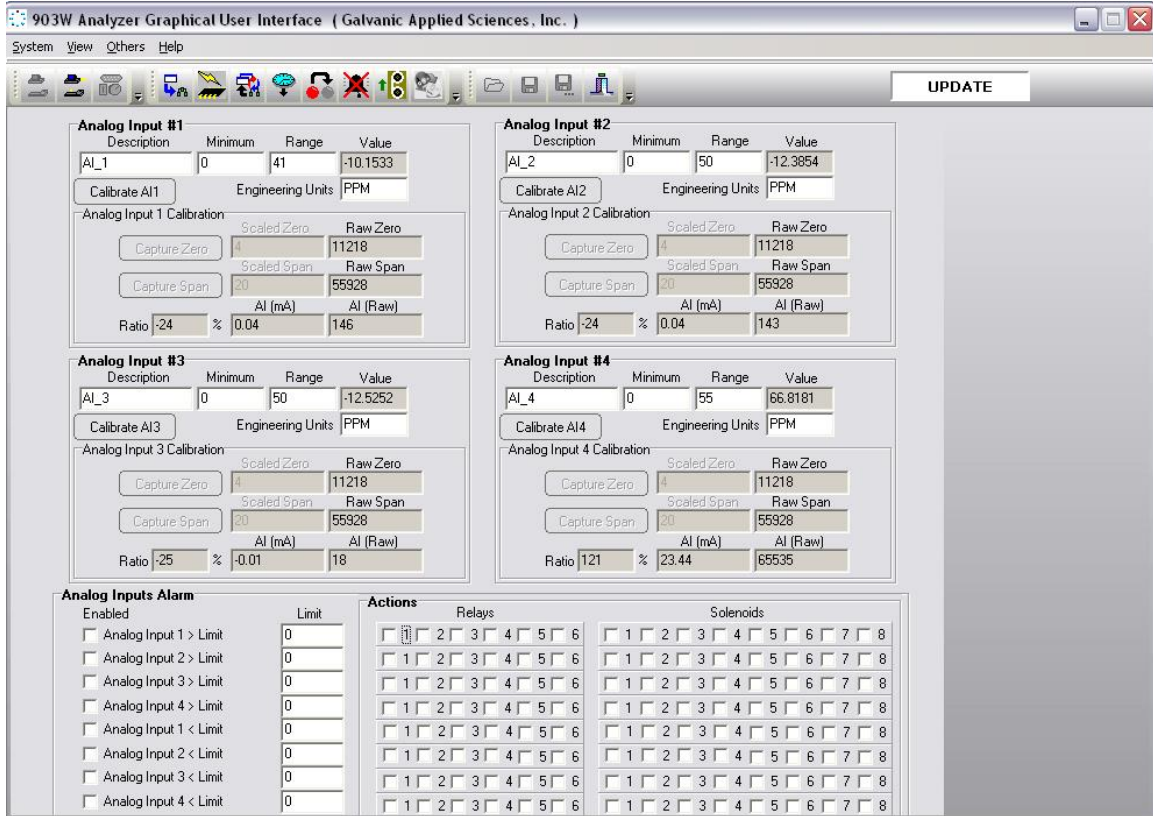 903W Analyzer Graphical User Interface ( Galvanic Applied Sciences, Inc. )
System View Others Help
UPDATE
Analog Input #1
Description Minimum Range Value
AI_1 0 41 -10.1533
Calibrate AI1 Engineering Units PPM
Analog Input 1 Calibration
Scaled Zero Raw Zero
Capture Zero 4 11218
Scaled Span Raw Span
Capture Span 20 55928
AI (mA) AI (Raw)
Ratio -24 % 0.04 146
Analog Input #2
Description Minimum Range Value
AI_2 0 50 -12.3854
Calibrate AI2 Engineering Units PPM
Analog Input 2 Calibration
Scaled Zero Raw Zero
Capture Zero 4 11218
Scaled Span Raw Span
Capture Span 20 55928
AI (mA) AI (Raw)
Ratio -24 % 0.04 143
Analog Input #3
Description Minimum Range Value
AI_3 0 50 -12.5252
Calibrate AI3 Engineering Units PPM
Analog Input 3 Calibration
Scaled Zero Raw Zero
Capture Zero 4 11218
Scaled Span Raw Span
Capture Span 20 55928
AI (mA) AI (Raw)
Ratio -25 % -0.01 18
Analog Input #4
Description Minimum Range Value
AI_4 0 55 66.8181
Calibrate AI4 Engineering Units PPM
Analog Input 4 Calibration
Scaled Zero Raw Zero
Capture Zero 4 11218
Scaled Span Raw Span
Capture Span 20 55928
AI (mA) AI (Raw)
Ratio 121 % 23.44 65535
Analog Inputs Alarm Actions
Enabled Limit Relays Solenoids
Analog Input 1 > Limit 0 1 2 3 4 5 6 1 2 3 4 5 6 7 8
Analog Input 2 > Limit 0 1 2 3 4 5 6 1 2 3 4 5 6 7 8
Analog Input 3 > Limit 0 1 2 3 4 5 6 1 2 3 4 5 6 7 8
Analog Input 4 > Limit 0 1 2 3 4 5 6 1 2 3 4 5 6 7 8
Analog Input 1 < Limit 0 1 2 3 4 5 6 1 2 3 4 5 6 7 8
Analog Input 2 < Limit 0 1 2 3 4 5 6 1 2 3 4 5 6 7 8
Analog Input 3 < Limit 0 1 2 3 4 5 6 1 2 3 4 5 6 7 8
Analog Input 4 < Limit 0 1 2 3 4 5 6 1 2 3 4 5 6 7 8